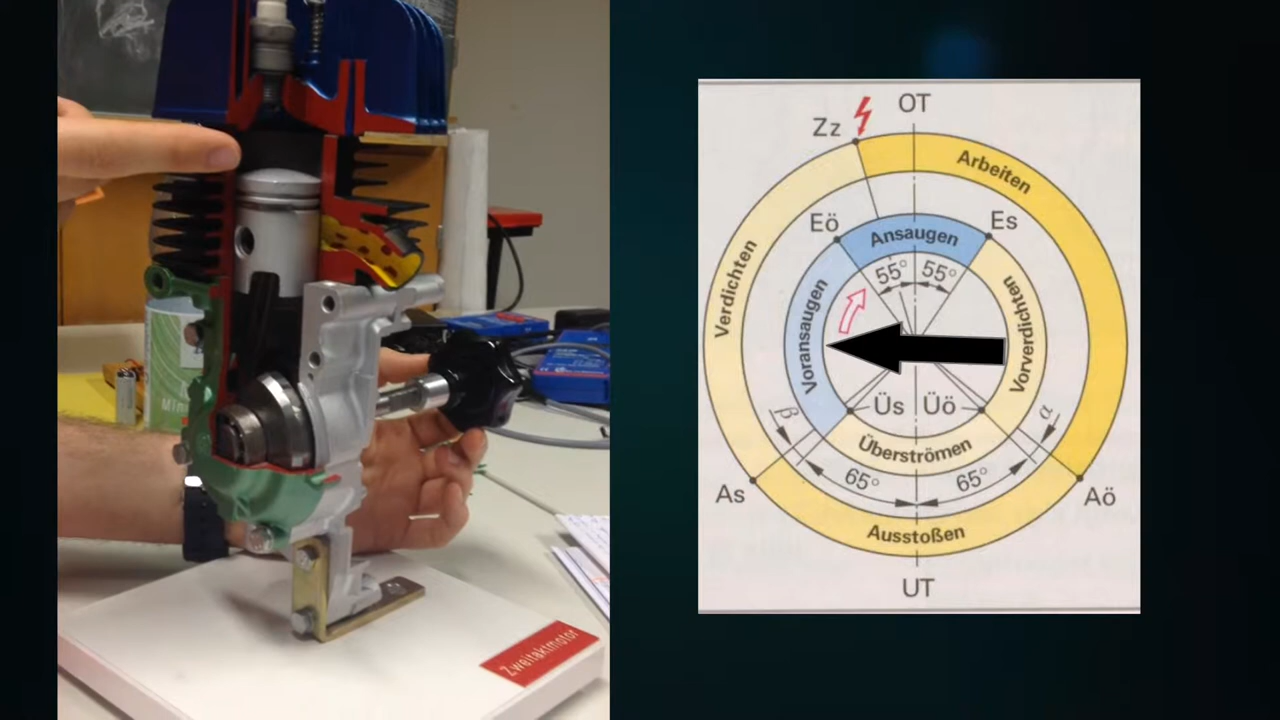 Zweitaktmotor
OT
Zz
Arbeiten
Eö
Es
Ansaugen
55°
55°
Verdichten
Voransaugen
Vorverdichten
Üs
Üö
β
α
Überströmen
65°
65°
As
Aö
Ausstoßen
UT